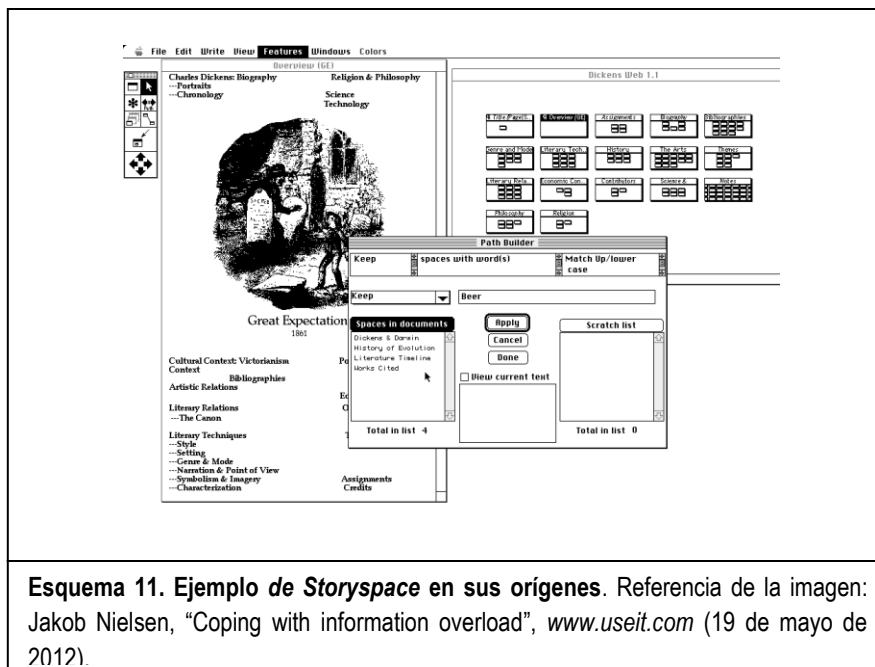 File Edit Write View Features Windows Colors
Overview (GE)
Charles Dickens: Biography
---Portraits
---Chronology
Religion & Philosophy
Science
Technology
Great Expectation
1861
Cultural Context: Victorianism
Context
Bibliographies
Artistic Relations
Literary Relations
---The Canon
Literary Techniques
---Style
---Setting
---Genre & Mode
---Narration & Point of View
---Symbolism & Imagery
---Characterization
Po
Ec
O
T
Assignments
Credits
Dickens Web 1.1
Overview (GE)
Assignments
Biography
Bibliographies
Genre and Mode
Literary Tech..
History
The Arts
Themes
Literary Rela..
Economic Con..
Contributors
Science &
Notes
Philosophy
Religion
Path Builder
Keep
spaces with word(s)
Match Up/lower
case
Keep
Beer
Spaces in documents
Dickens & Darwin
History of Evolution
Literature Timeline
Works Cited
Total in list 4
Apply
Cancel
Done
View current text
Scratch list
Total in list 0
Esquema 11. Ejemplo de Storyspace en sus orígenes. Referencia de la imagen:
Jakob Nielsen, “Coping with information overload”, www.useit.com (19 de mayo de
2012).